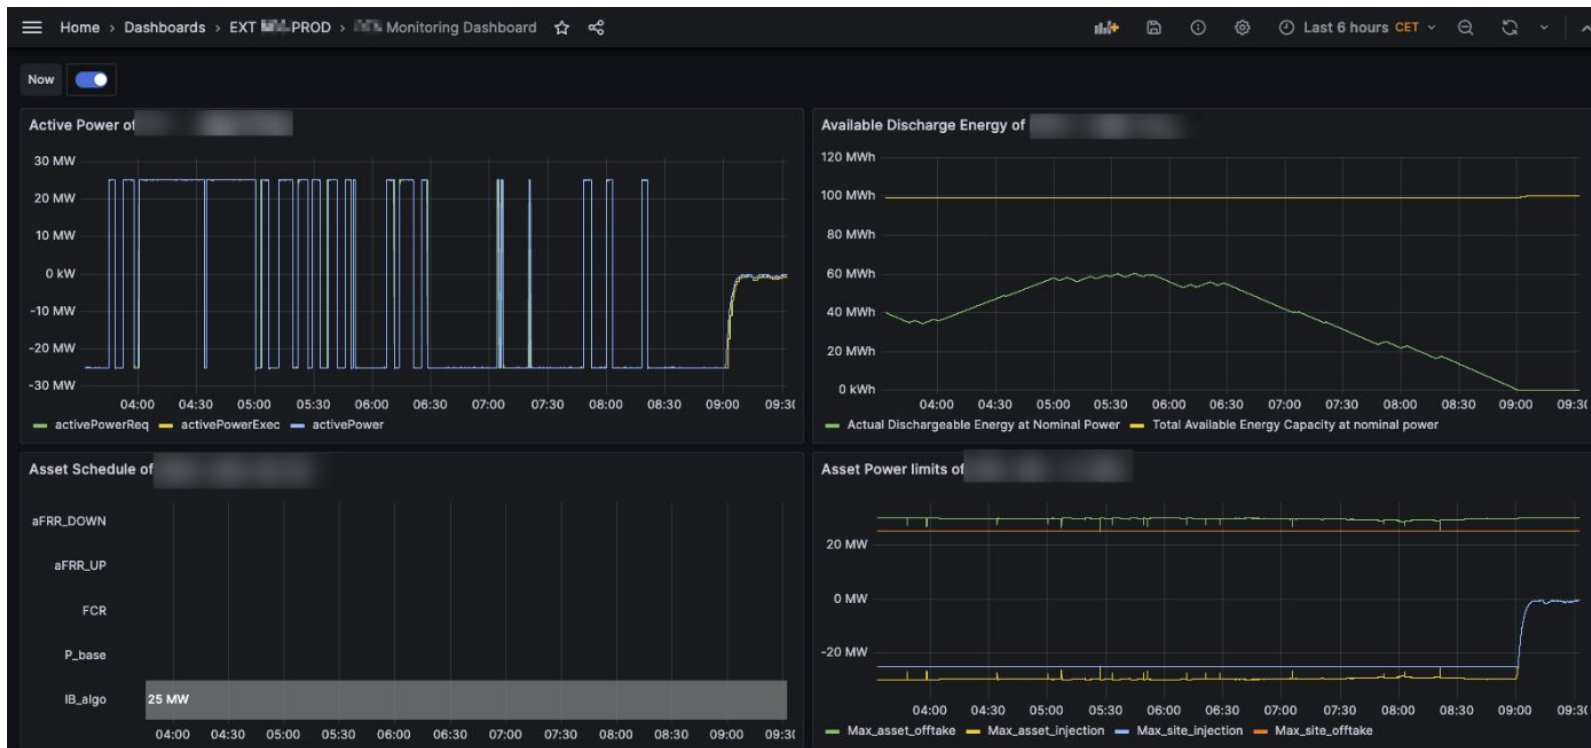 Home › Dashboards › EXT -PROD › Monitoring Dashboard
Last 6 hours CET
Now
Active Power of
30 MW
20 MW
10 MW
0 kW
-10 MW
-20 MW
-30 MW
04:00 04:30 05:00 05:30 06:00 06:30 07:00 07:30 08:00 08:30 09:00 09:30
activePowerReq activePowerExec activePower
Available Discharge Energy of
120 MWh
100 MWh
80 MWh
60 MWh
40 MWh
20 MWh
0 kWh
04:00 04:30 05:00 05:30 06:00 06:30 07:00 07:30 08:00 08:30 09:00 09:30
Actual Dischargeable Energy at Nominal Power Total Available Energy Capacity at nominal power
Asset Schedule of
aFRR_DOWN
aFRR_UP
FCR
P_base
IB_algo 25 MW
04:00 04:30 05:00 05:30 06:00 06:30 07:00 07:30 08:00 08:30 09:00 09:30
Asset Power limits of
20 MW
0 MW
-20 MW
04:00 04:30 05:00 05:30 06:00 06:30 07:00 07:30 08:00 08:30 09:00 09:30
Max_asset_offtake Max_asset_injection Max_site_injection Max_site_offtake